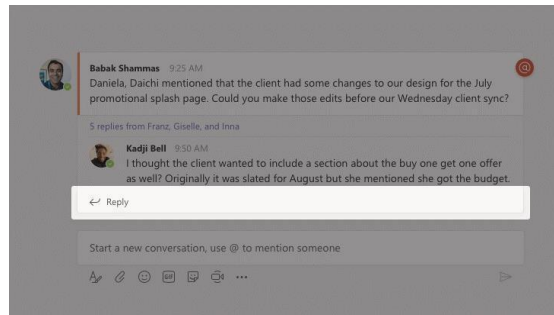 Babak Shammas 9:25 AM
Daniela, Daichi mentioned that the client had some changes to our design for the July
promotional splash page. Could you make those edits before our Wednesday client sync?
5 replies from Franz, Giselle, and Inna
Kadji Bell 9:50 AM
I thought the client wanted to include a section about the buy one get one offer
as well? Originally it was slated for August but she mentioned she got the budget.
Reply
Start a new conversation, use @ to mention someone
GIF